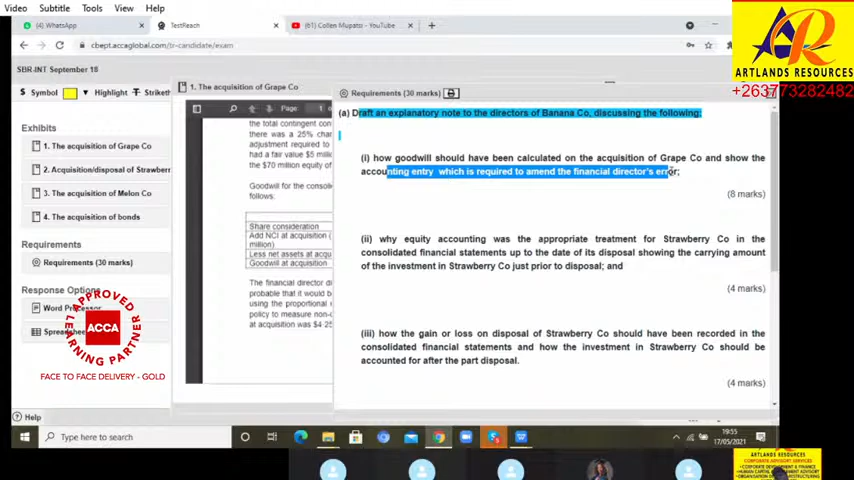 Video Subtitle Tools View Help
(4) WhatsApp
TestReach
(61) Collen Mupato - YouTube
cbept.accaglobal.com/tr-candidate/exam
SBR-INT September 18
Symbol Highlight Striketh
1. The acquisition of Grape Co
Requirements (30 marks)
Exhibits
1. The acquisition of Grape Co
2. Acquisition/disposal of Strawberr
3. The acquisition of Melon Co
4. The acquisition of bonds
Requirements
Requirements (30 marks)
Response Options
Word Processor
Spreadsh
Help
Page: 1 o
the total contingent con
there was a 25% char
adjustment required to
had a fair value $5 milli
the $70 million equity of
Goodwill for the consoli
follows:
Share consideration
Add NCI at acquisition (
million)
Less net assets at acqu
Goodwill at acquisition
The financial director di
probable that it would b
using the proportional
policy to measure non-c
at acquisition was $4·25
(a) Draft an explanatory note to the directors of Banana Co, discussing the following:
(i) how goodwill should have been calculated on the acquisition of Grape Co and show the
accounting entry which is required to amend the financial director's error;
(8 marks)
(ii) why equity accounting was the appropriate treatment for Strawberry Co in the
consolidated financial statements up to the date of its disposal showing the carrying amount
of the investment in Strawberry Co just prior to disposal; and
(4 marks)
(iii) how the gain or loss on disposal of Strawberry Co should have been recorded in the
consolidated financial statements and how the investment in Strawberry Co should be
accounted for after the part disposal.
(4 marks)
APPROVED
ACCA
LEARNING PARTNER
FACE TO FACE DELIVERY - GOLD
AR
ARTLANDS RESOURCES
+263773282482
Type here to search
19:55
17/05/2021
ARTLANDS RESOURCES
CORPORATE ADVISORY SERVICES